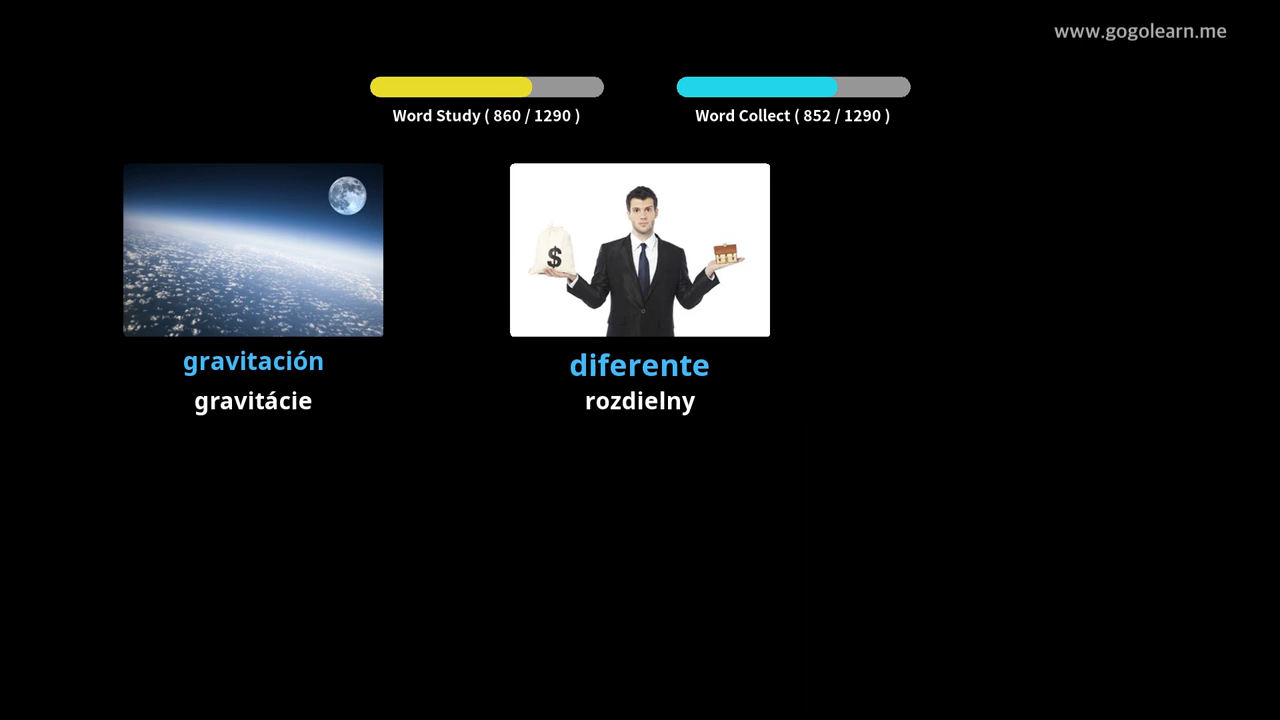 www.gogolearn.me
Word Study ( 860 / 1290 )
Word Collect ( 852 / 1290 )
$
gravitación
gravitácie
diferente
rozdielny